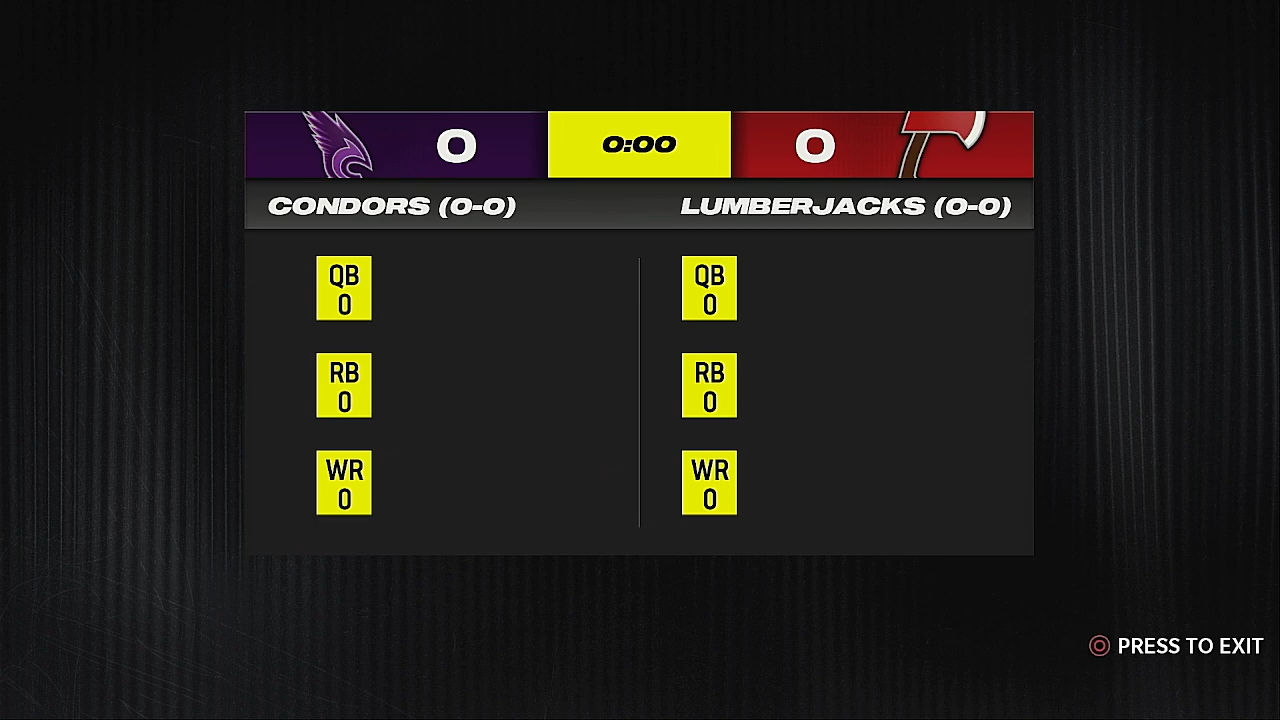 0 0:00 0
CONDORS (0-0) LUMBERJACKS (0-0)
QB QB
0 0
RB RB
0 0
WR WR
0 0
PRESS TO EXIT